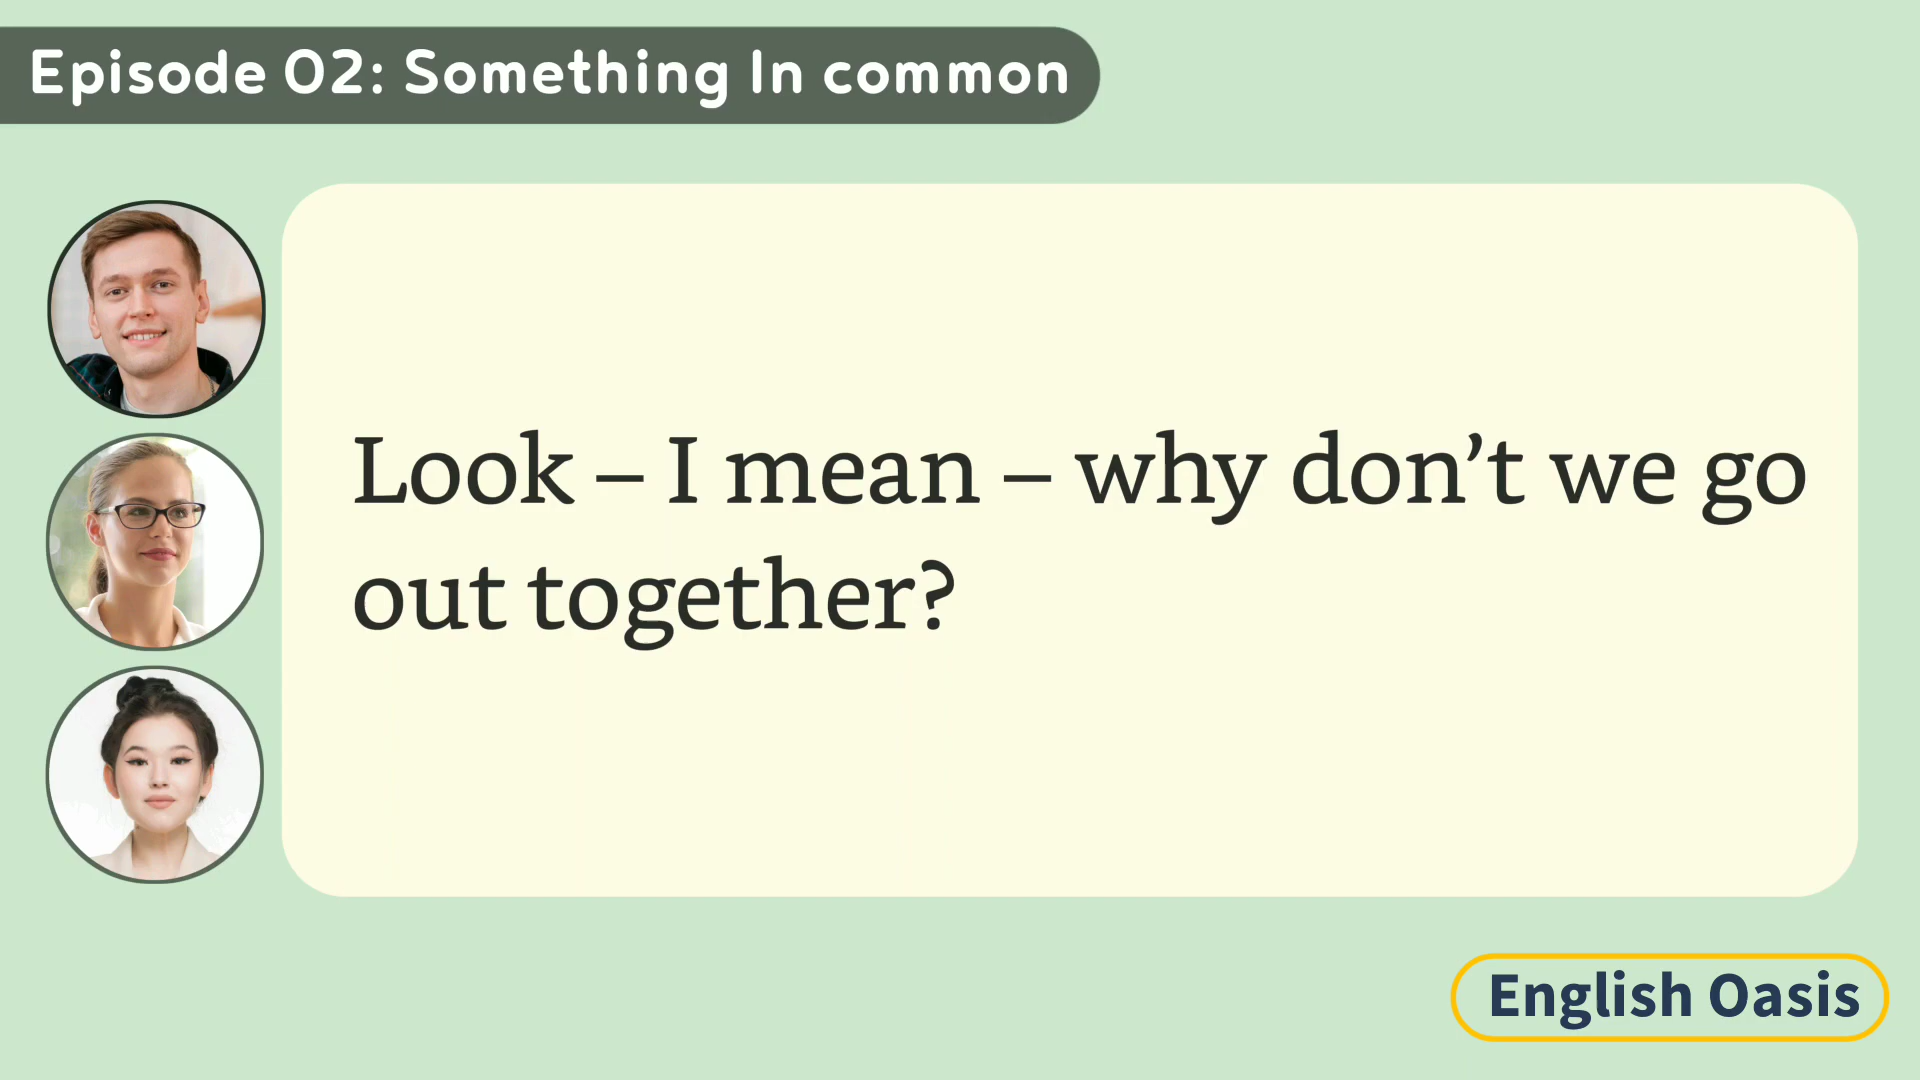 Episode 02: Something In common
Look – I mean – why don’t we go
out together?
English Oasis